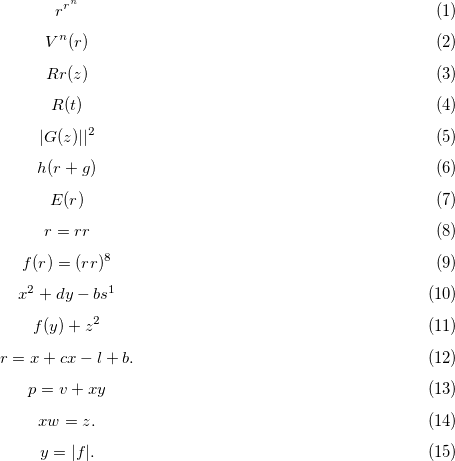 r^{r^n} (1)
V^n(r) (2)
Rr(z) (3)
R(t) (4)
|G(z)||^2 (5)
h(r + g) (6)
E(r) (7)
r = rr (8)
f(r) = (rr)^8 (9)
x^2 + dy − bs^1 (10)
f(y) + z^2 (11)
r = x + cx − l + b. (12)
p = v + xy (13)
xw = z. (14)
y = |f|. (15)